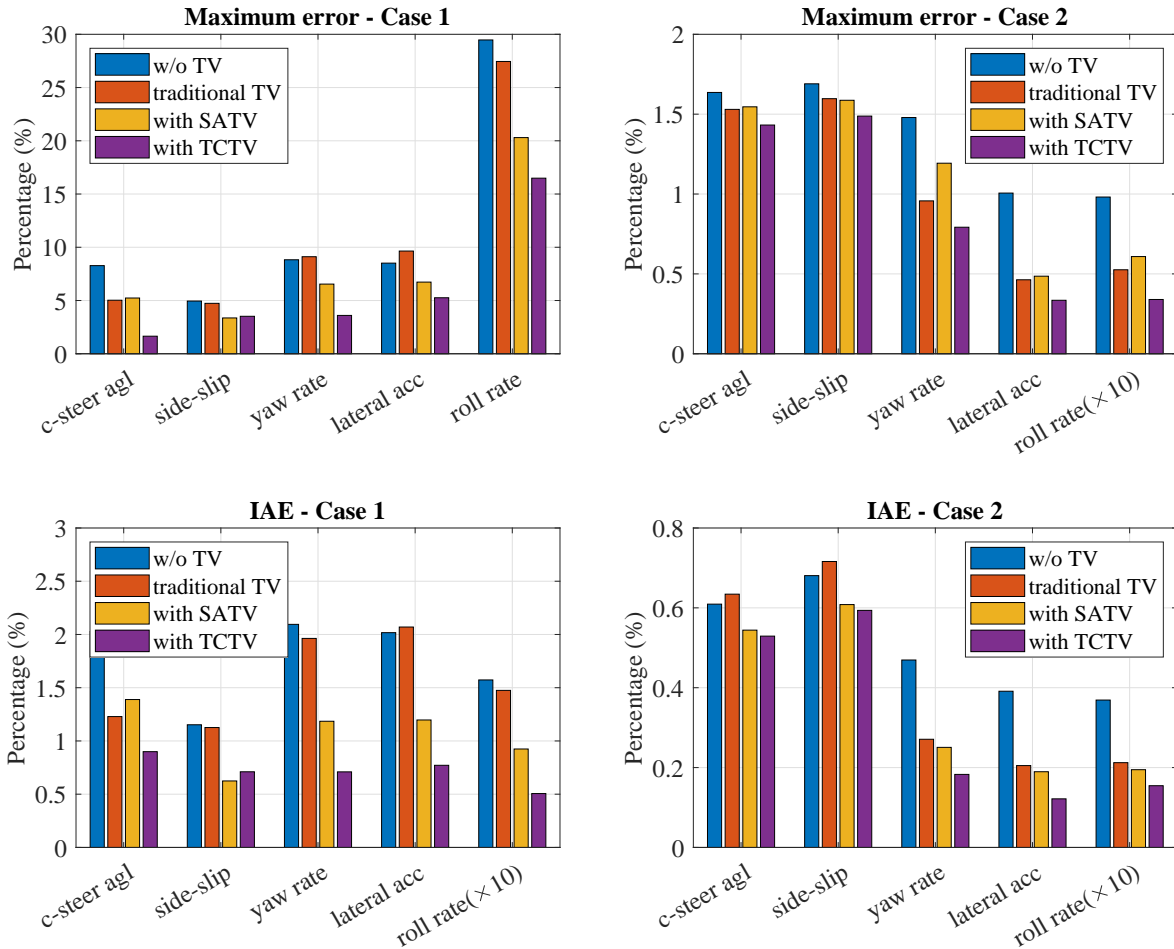 Maximum error - Case 1
30
25
20
15
10
5
0
Percentage (%)
w/o TV
traditional TV
with SATV
with TCTV
c-steer agl
side-slip
yaw rate
lateral acc
roll rate
Maximum error - Case 2
2
1.5
1
0.5
0
Percentage (%)
w/o TV
traditional TV
with SATV
with TCTV
c-steer agl
side-slip
yaw rate
lateral acc
roll rate(× 10)
IAE - Case 1
3
2.5
2
1.5
1
0.5
0
Percentage (%)
w/o TV
traditional TV
with SATV
with TCTV
c-steer agl
side-slip
yaw rate
lateral acc
roll rate(× 10)
IAE - Case 2
0.8
0.6
0.4
0.2
0
Percentage (%)
w/o TV
traditional TV
with SATV
with TCTV
c-steer agl
side-slip
yaw rate
lateral acc
roll rate(× 10)